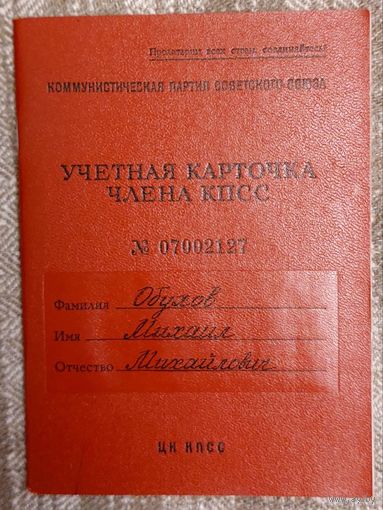 Пролетарии всех стран, соединяйтесь!
КОММУНИСТИЧЕСКАЯ ПАРТИЯ СОВЕТСКОГО СОЮЗА
УЧЕТНАЯ КАРТОЧКА
ЧЛЕНА КПСС
№ 07002127
Фамилия Обухов
Имя Михаил
Отчество Михайлович
ЦК КПСС